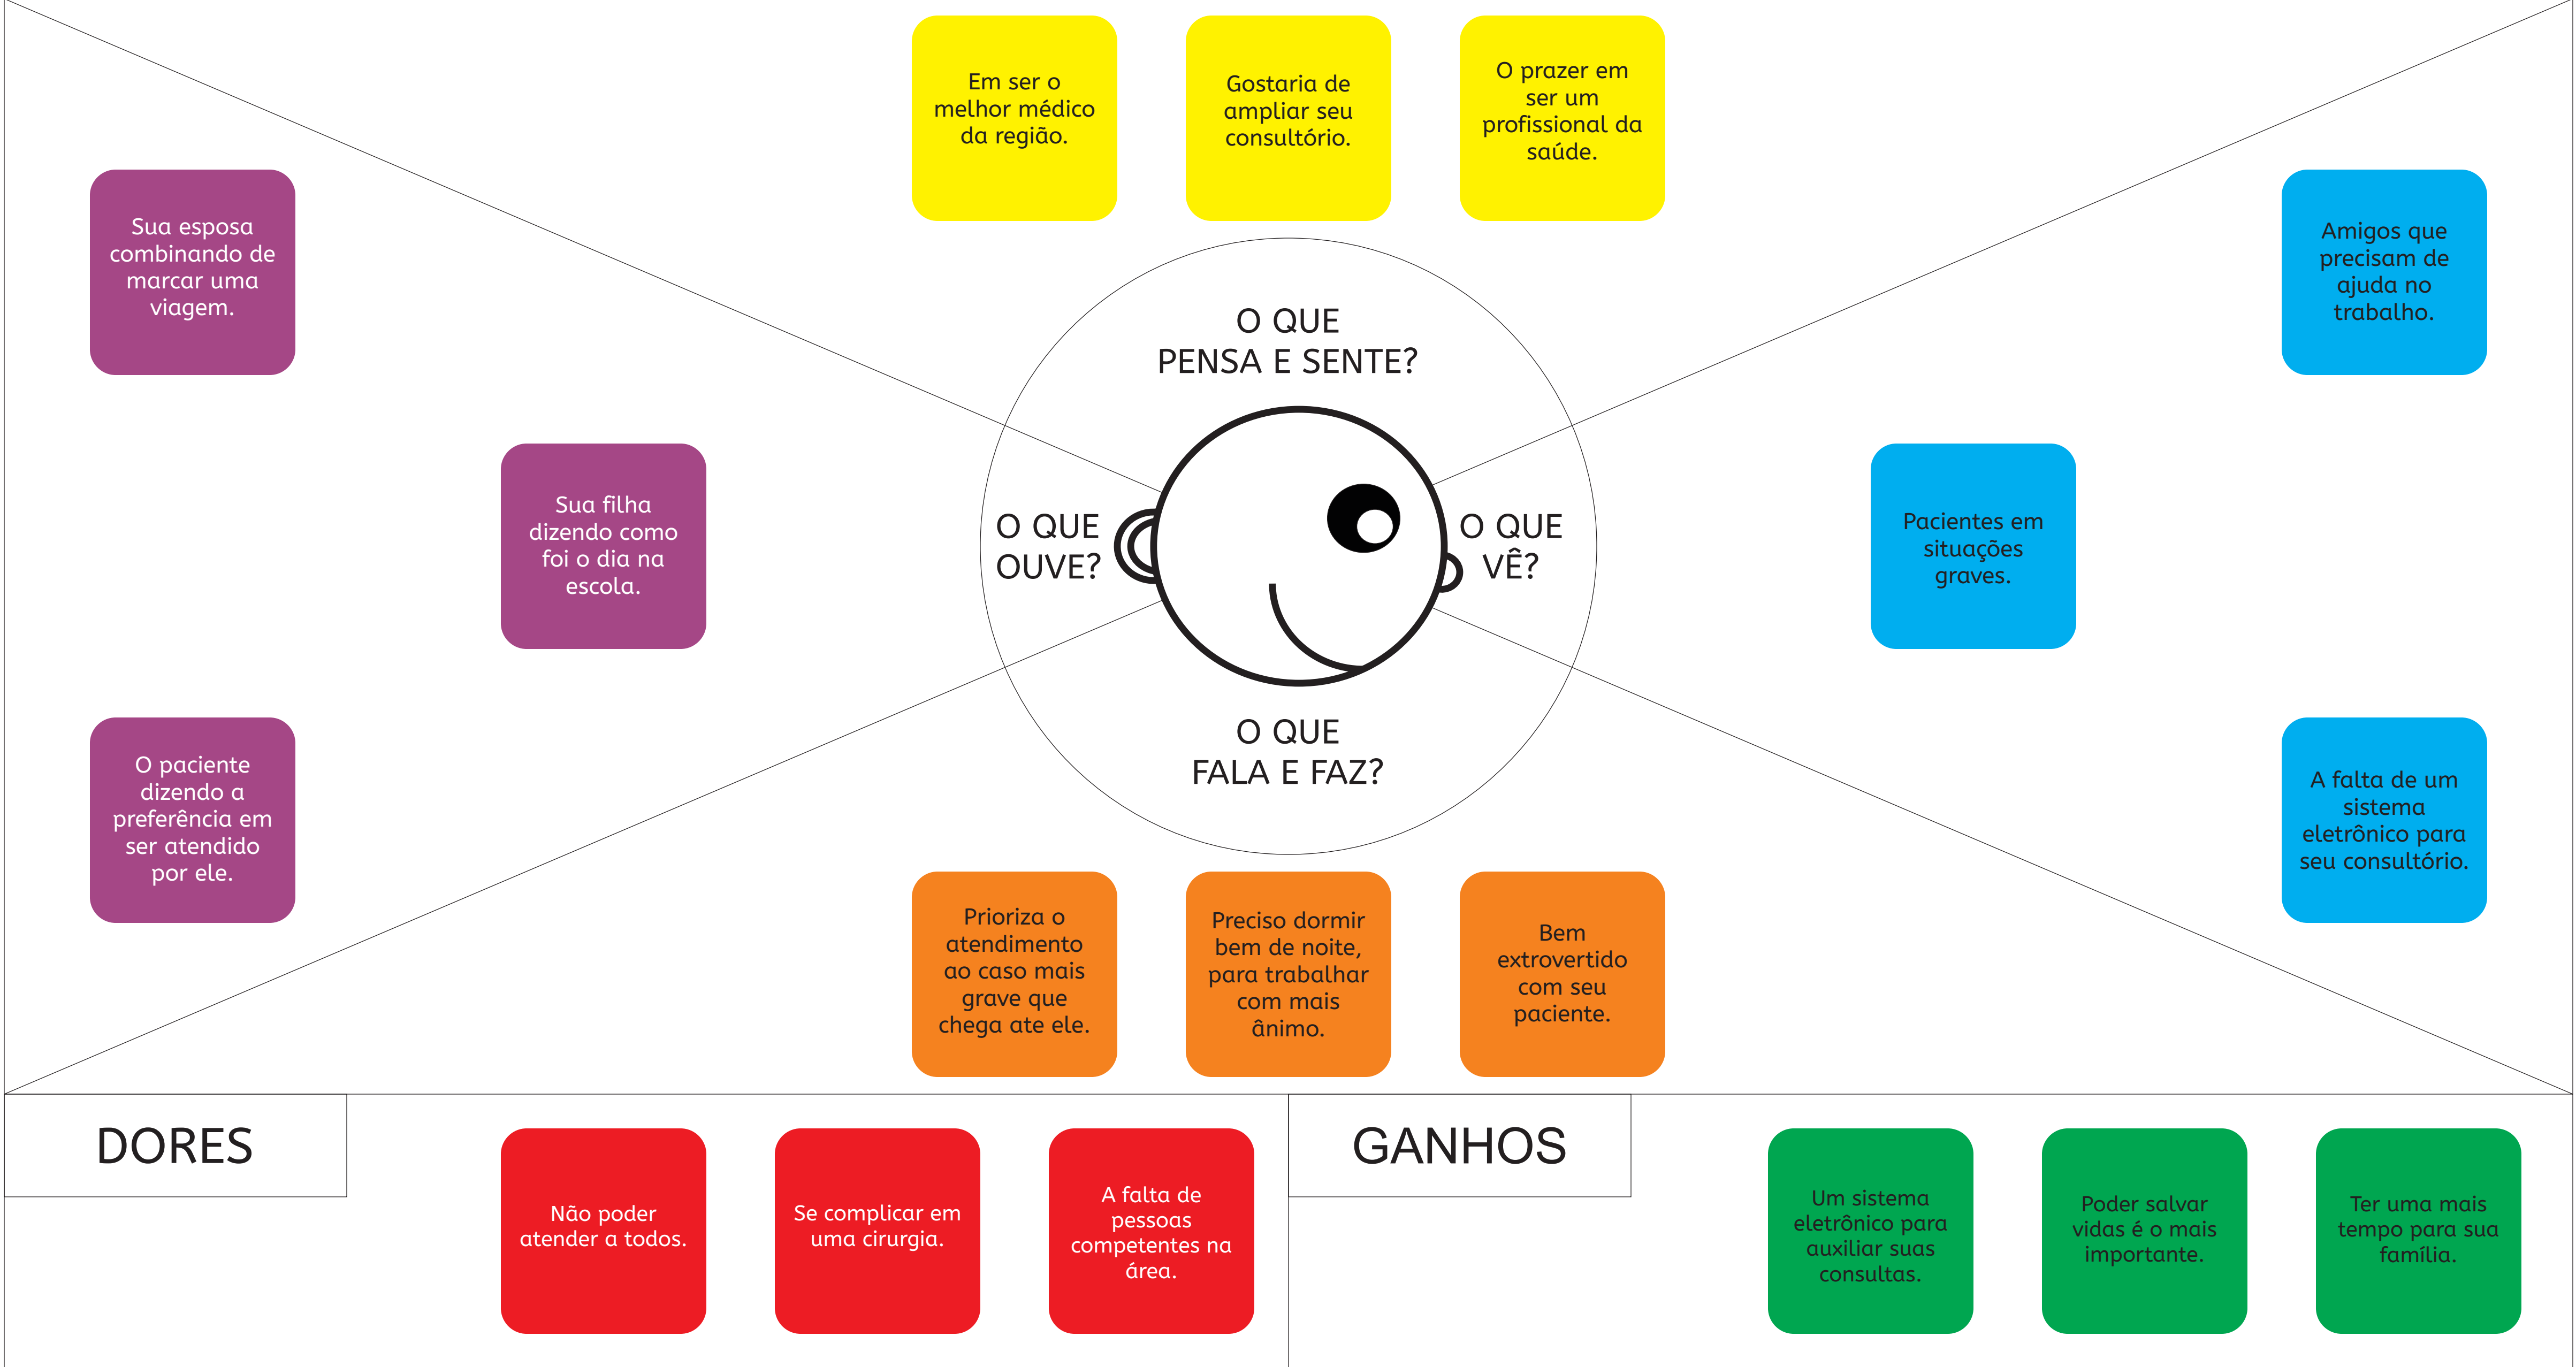 Em ser o
melhor médico
da região.
Gostaria de
ampliar seu
consultório.
O prazer em
ser um
profissional da
saúde.
Sua esposa
combinando de
marcar uma
viagem.
Sua filha
dizendo como
foi o dia na
escola.
O paciente
dizendo a
preferência em
ser atendido
por ele.
O QUE
PENSA E SENTE?
O QUE
OUVE?
O QUE
VÊ?
O QUE
FALA E FAZ?
Amigos que
precisam de
ajuda no
trabalho.
Pacientes em
situações
graves.
A falta de um
sistema
eletrônico para
seu consultório.
Prioriza o
atendimento
ao caso mais
grave que
chega ate ele.
Preciso dormir
bem de noite,
para trabalhar
com mais
ânimo.
Bem
extrovertido
com seu
paciente.
DORES
Não poder
atender a todos.
Se complicar em
uma cirurgia.
A falta de
pessoas
competentes na
área.
GANHOS
Um sistema
eletrônico para
auxiliar suas
consultas.
Poder salvar
vidas é o mais
importante.
Ter uma mais
tempo para sua
família.